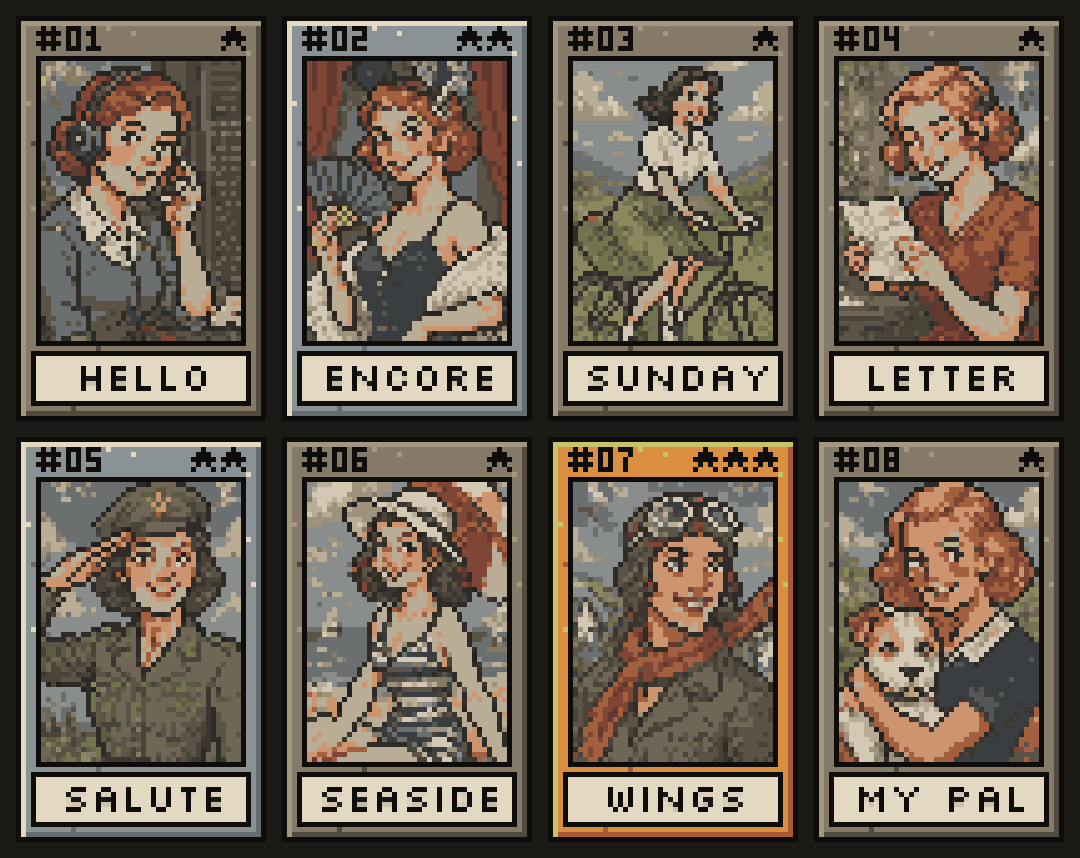 #01
HELLO
#02
ENCORE
#03
SUNDAY
#04
LETTER
#05
SALUTE
#06
SEASIDE
#07
WINGS
#08
MY PAL